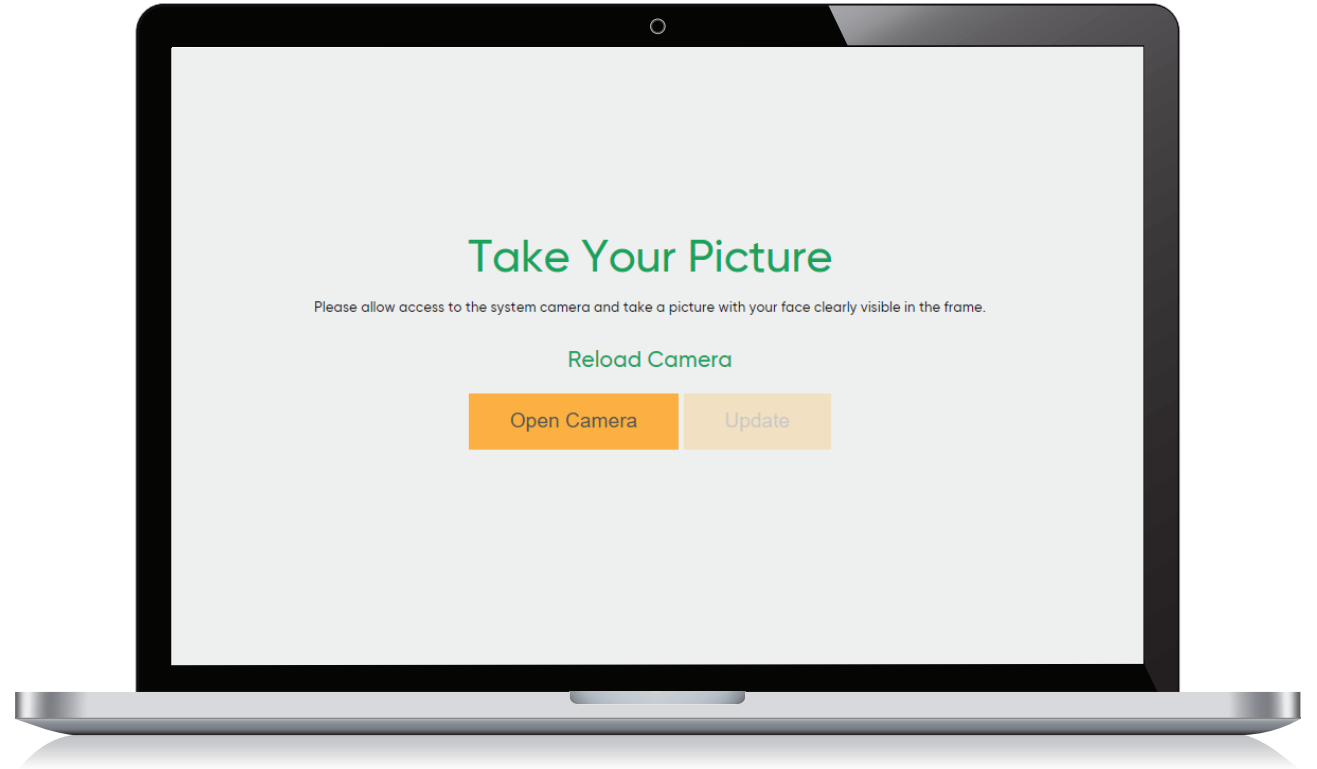 Take Your Picture
Please allow access to the system camera and take a picture with your face clearly visible in the frame.
Reload Camera
Open Camera Update